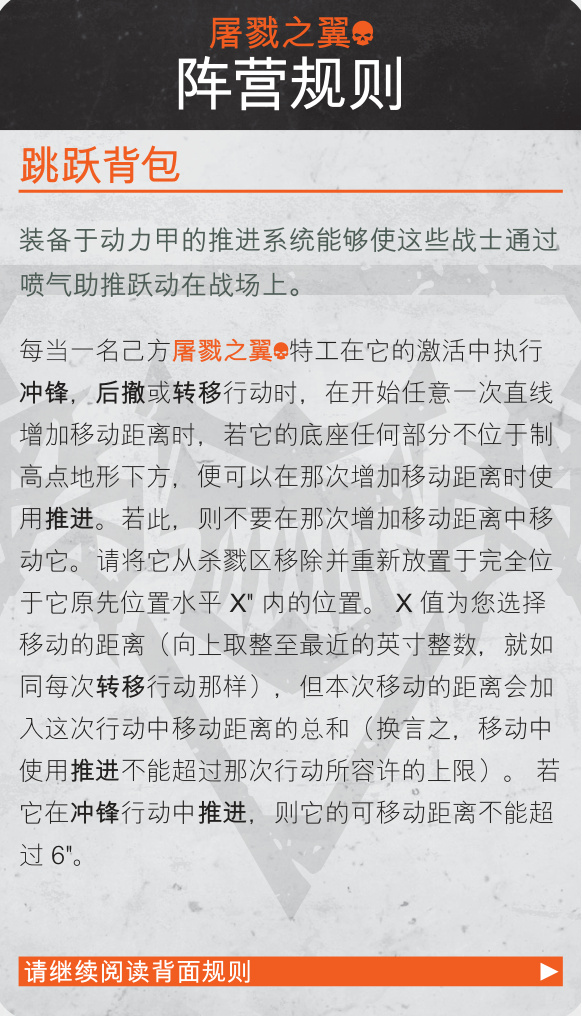 屠戮之翼
阵营规则
跳跃背包
装备于动力甲的推进系统能够使这些战士通过
喷气助推跃动在战场上。
每当一名己方屠戮之翼特工在它的激活中执行
冲锋，后撤或转移行动时，在开始任意一次直线
增加移动距离时，若它的底座任何部分不位于制
高点地形下方，便可以在那次增加移动距离时使
用推进。若此，则不要在那次增加移动距离中移
动它。请将它从杀戮区移除并重新放置于完全位
于它原先位置水平 X" 内的位置。 X 值为您选择
移动的距离（向上取整至最近的英寸整数，就如
同每次转移行动那样），但本次移动的距离会加
入这次行动中移动距离的总和（换言之，移动中
使用推进不能超过那次行动所容许的上限）。 若
它在冲锋行动中推进，则它的可移动距离不能超
过 6"。
请继续阅读背面规则